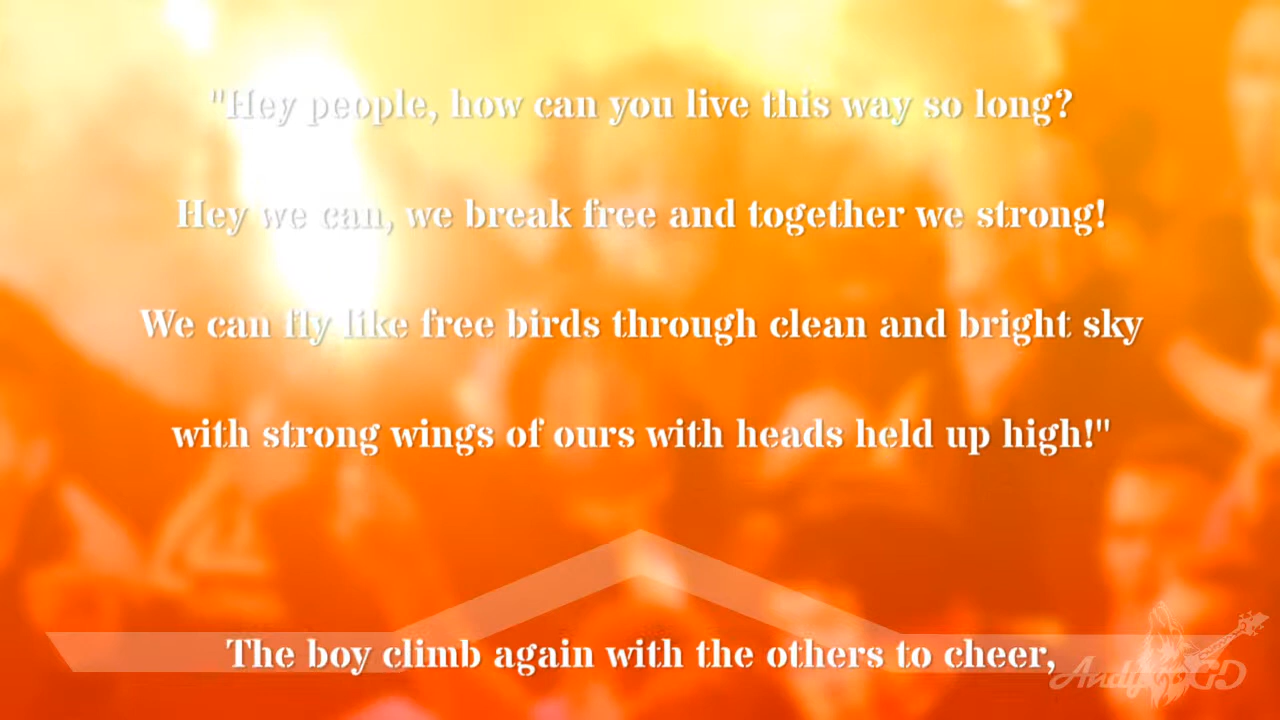 "Hey people, how can you live this way so long?
Hey we can, we break free and together we strong!
We can fly like free birds through clean and bright sky
with strong wings of ours with heads held up high!"
The boy climb again with the others to cheer,